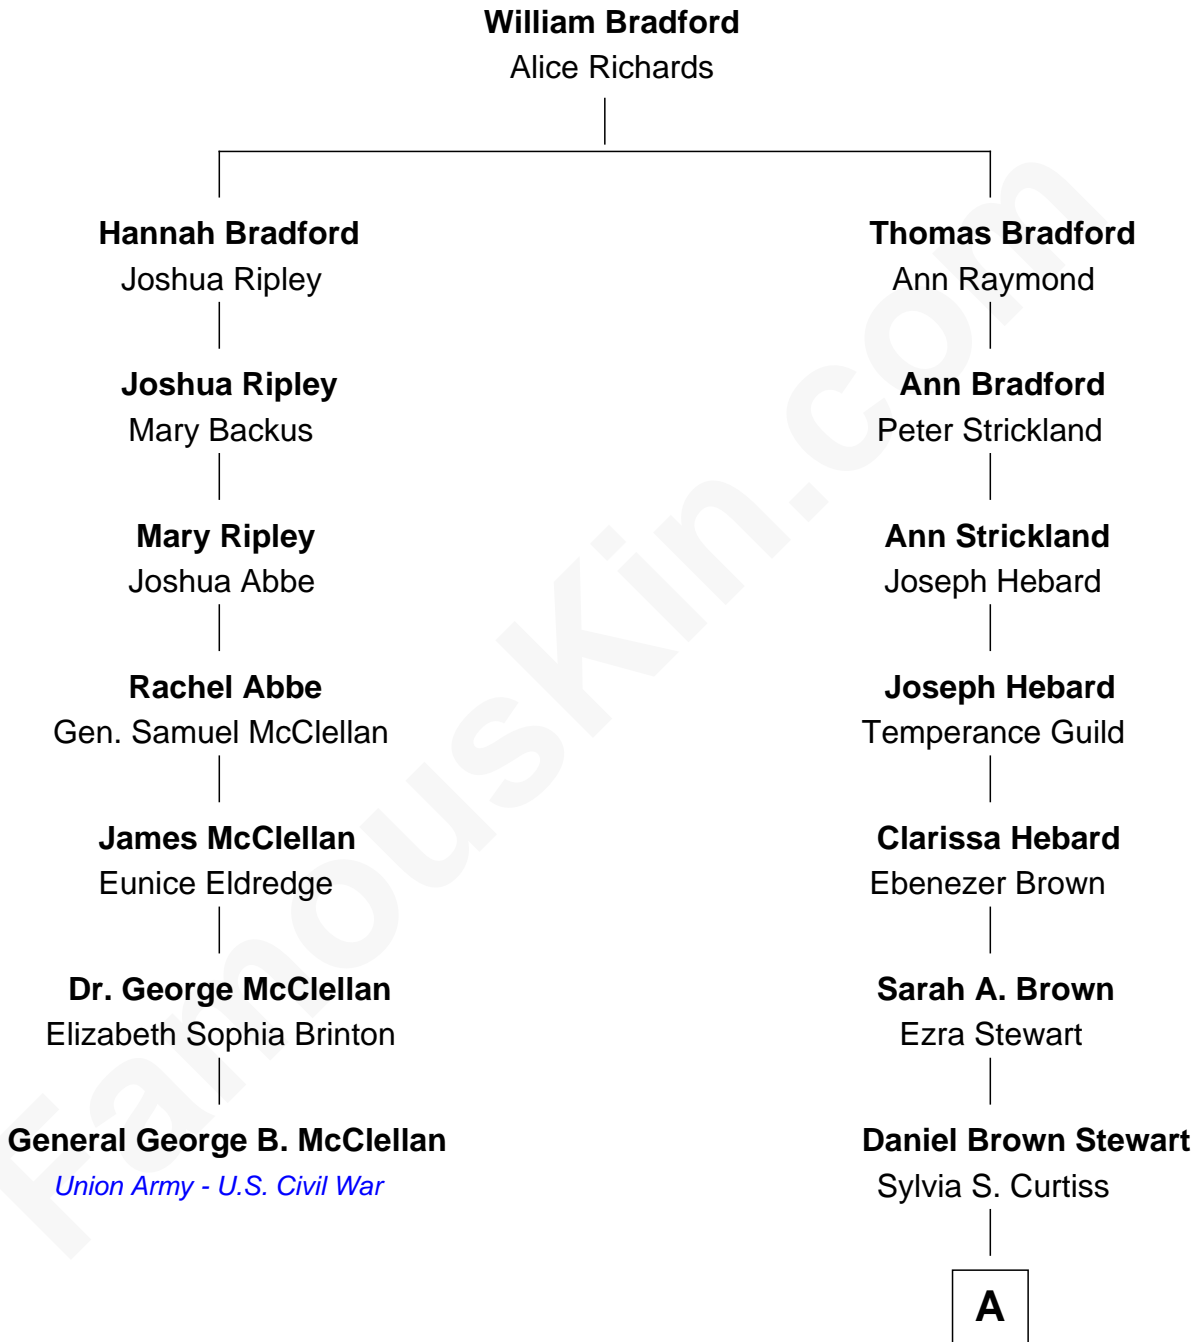 William Bradford
Alice Richards
Hannah Bradford
Joshua Ripley
Joshua Ripley
Mary Backus
Mary Ripley
Joshua Abbe
Rachel Abbe
Gen. Samuel McClellan
James McClellan
Eunice Eldredge
Dr. George McClellan
Elizabeth Sophia Brinton
General George B. McClellan
Union Army - U.S. Civil War
Thomas Bradford
Ann Raymond
Ann Bradford
Peter Strickland
Ann Strickland
Joseph Hebard
Joseph Hebard
Temperance Guild
Clarissa Hebard
Ebenezer Brown
Sarah A. Brown
Ezra Stewart
Daniel Brown Stewart
Sylvia S. Curtiss
A
FamousKin.com